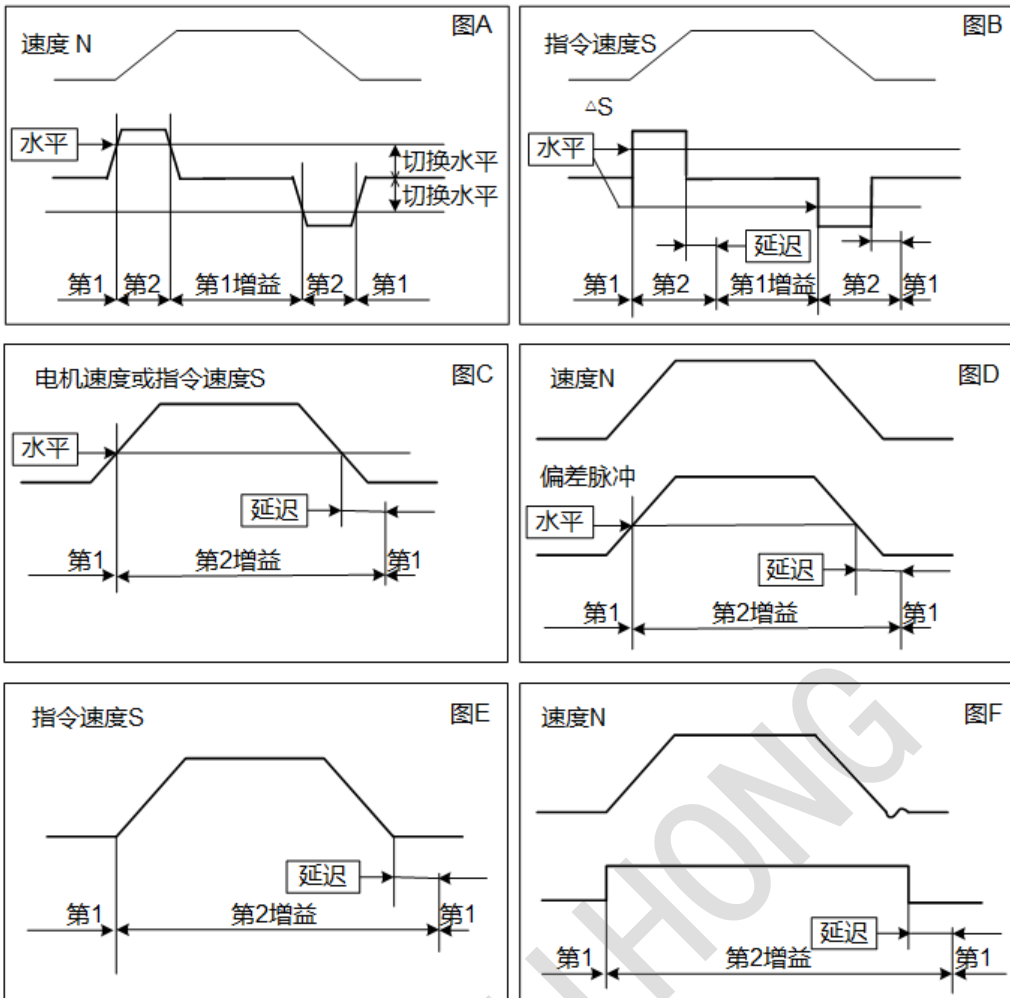 图A
速度 N
水平
切换水平
切换水平
第1 第2 第1增益 第2 第1
图B
指令速度S
△S
水平
延迟
第1 第2 第1增益 第2 第1
图C
电机速度或指令速度S
水平
延迟
第1 第2增益 第1
图D
速度N
偏差脉冲
水平
延迟
第1 第2增益 第1
图E
指令速度S
延迟
第1 第2增益 第1
图F
速度N
延迟
第1 第2增益 第1
HONG